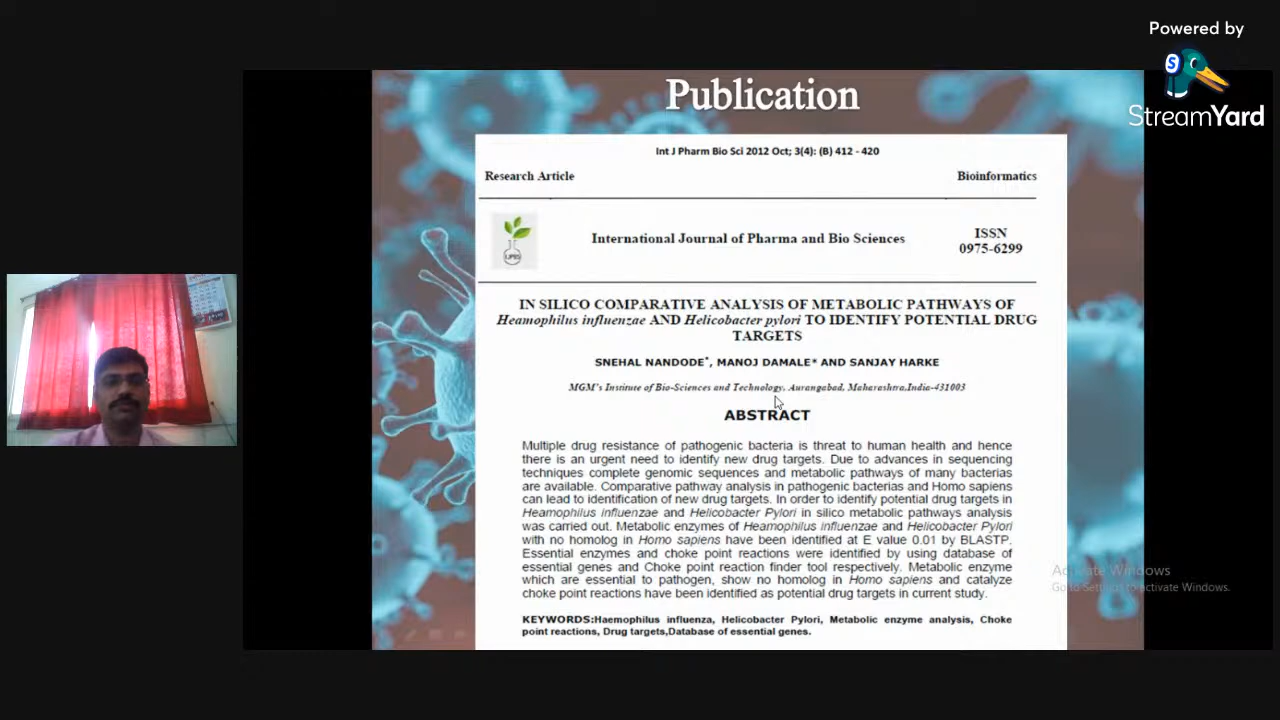 Powered by
StreamYard
Publication
Int J Pharm Bio Sci 2012 Oct; 3(4): (B) 412 - 420
Research Article Bioinformatics
IJPBS
International Journal of Pharma and Bio Sciences
ISSN
0975-6299
IN SILICO COMPARATIVE ANALYSIS OF METABOLIC PATHWAYS OF
Heamophilus influenzae AND Helicobacter pylori TO IDENTIFY POTENTIAL DRUG
TARGETS
SNEHAL NANDODE*, MANOJ DAMALE* AND SANJAY HARKE
MGM's Institute of Bio-Sciences and Technology, Aurangabad, Maharashtra,India-431003
ABSTRACT
Multiple drug resistance of pathogenic bacteria is threat to human health and hence
there is an urgent need to identify new drug targets. Due to advances in sequencing
techniques complete genomic sequences and metabolic pathways of many bacterias
are available. Comparative pathway analysis in pathogenic bacterias and Homo sapiens
can lead to identification of new drug targets. In order to identify potential drug targets in
Heamophilus influenzae and Helicobacter Pylori in silico metabolic pathways analysis
was carried out. Metabolic enzymes of Heamophilus influenzae and Helicobacter Pylori
with no homolog in Homo sapiens have been identified at E value 0.01 by BLASTP.
Essential enzymes and choke point reactions were identified by using database of
essential genes and Choke point reaction finder tool respectively. Metabolic enzyme
which are essential to pathogen, show no homolog in Homo sapiens and catalyze
choke point reactions have been identified as potential drug targets in current study.
KEYWORDS:Haemophilus influenza, Helicobacter Pylori, Metabolic enzyme analysis, Choke
point reactions, Drug targets,Database of essential genes.
Activate Windows
Go to Settings to activate Windows.